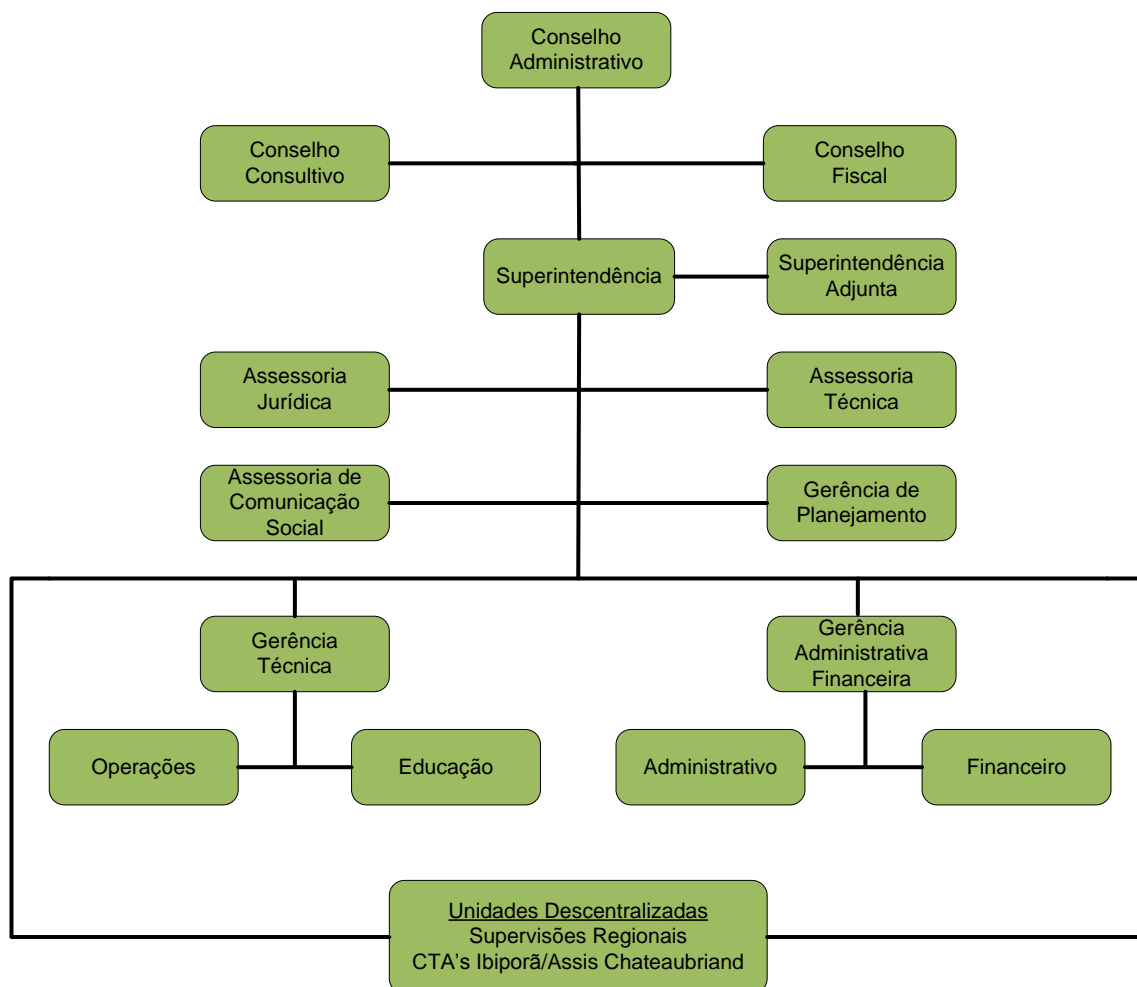 Conselho
Administrativo
Conselho
Consultivo
Conselho
Fiscal
Superintendência
Superintendência
Adjunta
Assessoria
Jurídica
Assessoria
Técnica
Assessoria de
Comunicação
Social
Gerência de
Planejamento
Gerência
Técnica
Gerência
Administrativa
Financeira
Operações
Educação
Administrativo
Financeiro
Unidades Descentralizadas
Supervisões Regionais
CTA's Ibiporã/Assis Chateaubriand